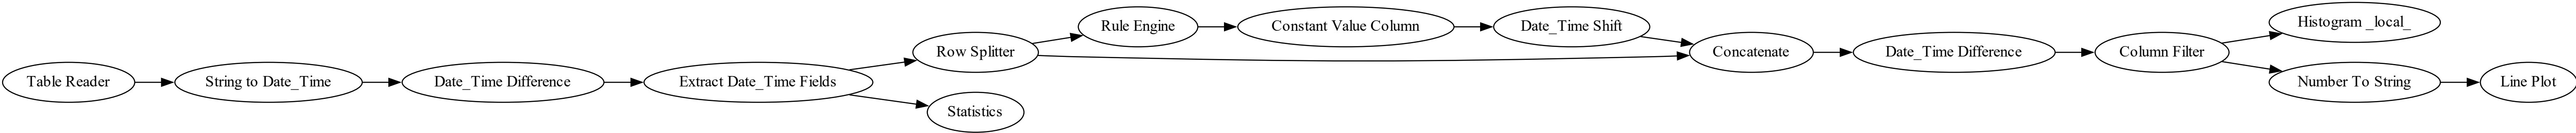 Table Reader
String to Date_Time
Date_Time Difference
Extract Date_Time Fields
Row Splitter
Statistics
Rule Engine
Constant Value Column
Date_Time Shift
Concatenate
Date_Time Difference
Column Filter
Histogram _local_
Number To String
Line Plot